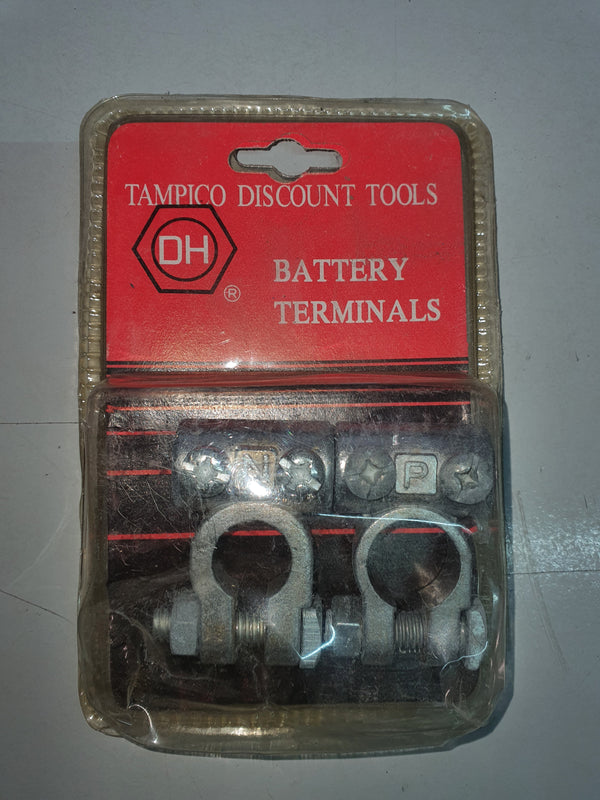 TAMPICO DISCOUNT TOOLS
DH
®
BATTERY
TERMINALS
N
P